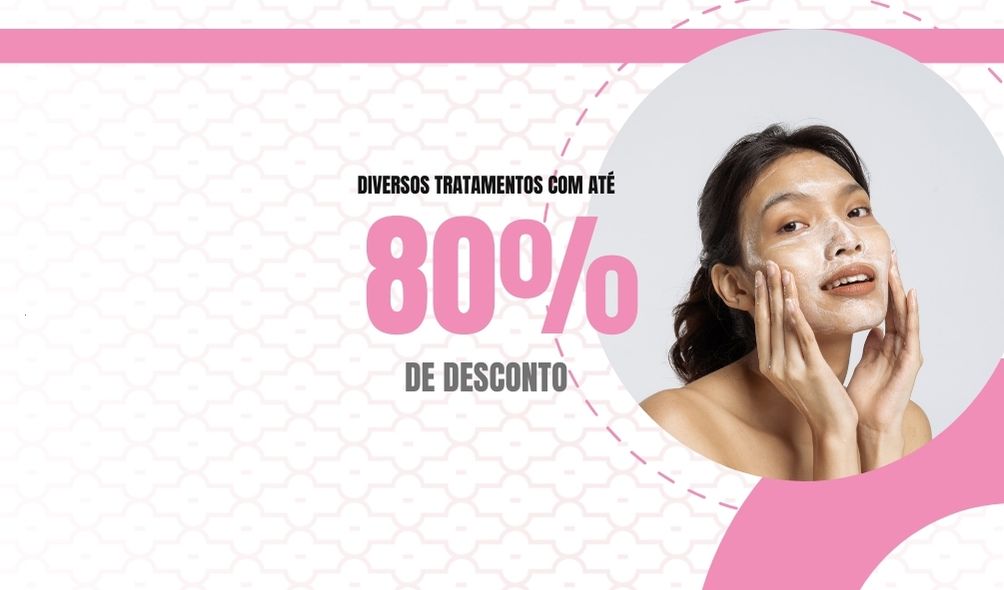 DIVERSOS TRATAMENTOS COM ATÉ
80%
DE DESCONTO